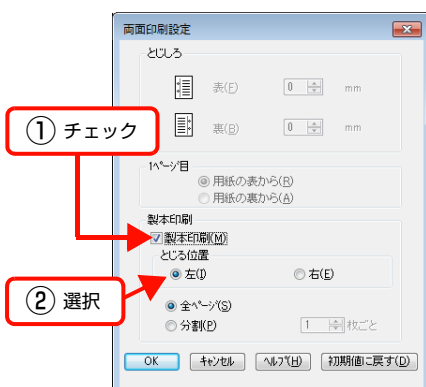 両面印刷設定
とじしろ
表(F) 0 mm
① チェック
裏(B) 0 mm
1ページ目
用紙の表から(R)
用紙の裏から(A)
製本印刷
製本印刷(M)
とじる位置
左(I) 右(E)
② 選択
全ページ(S)
分割(P) 1 枚ごと
OK キャンセル ヘルプ(H) 初期値に戻す(D)